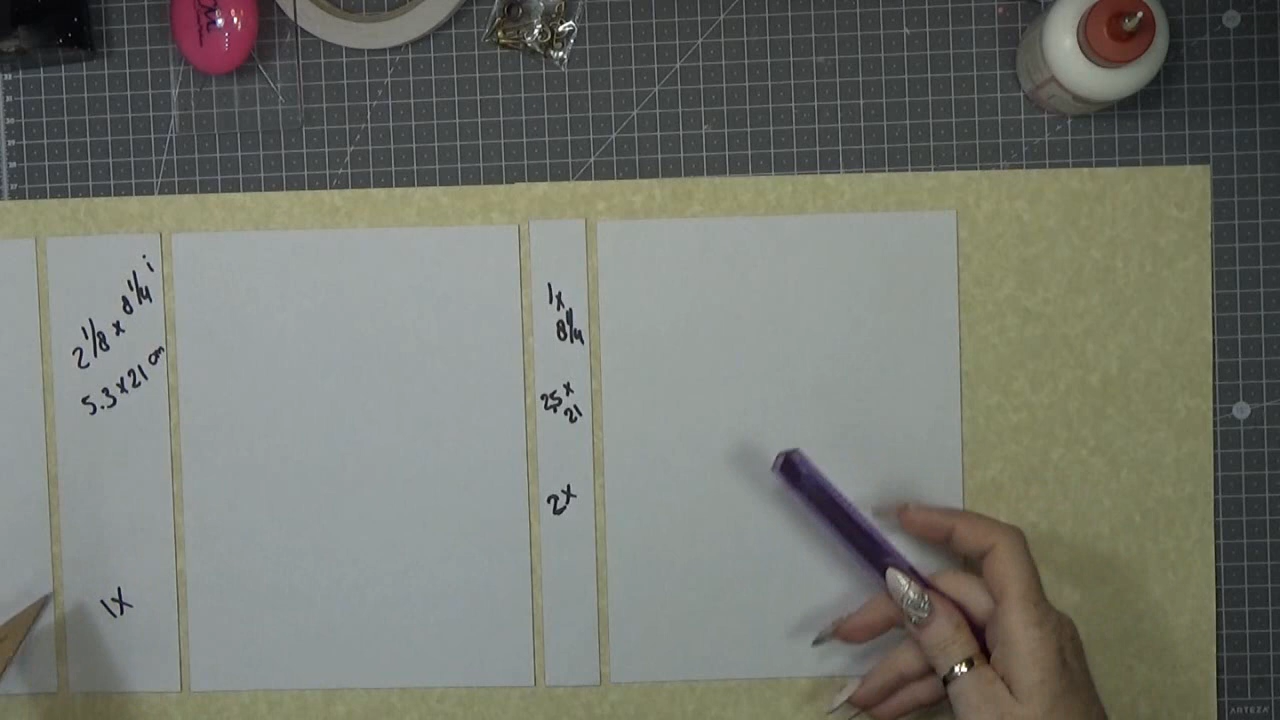 2 1/8 x 8 1/4 i
5.3 x 21 cm
1x
1x
8 1/4
2,5 x
21
2x
ARTEZA